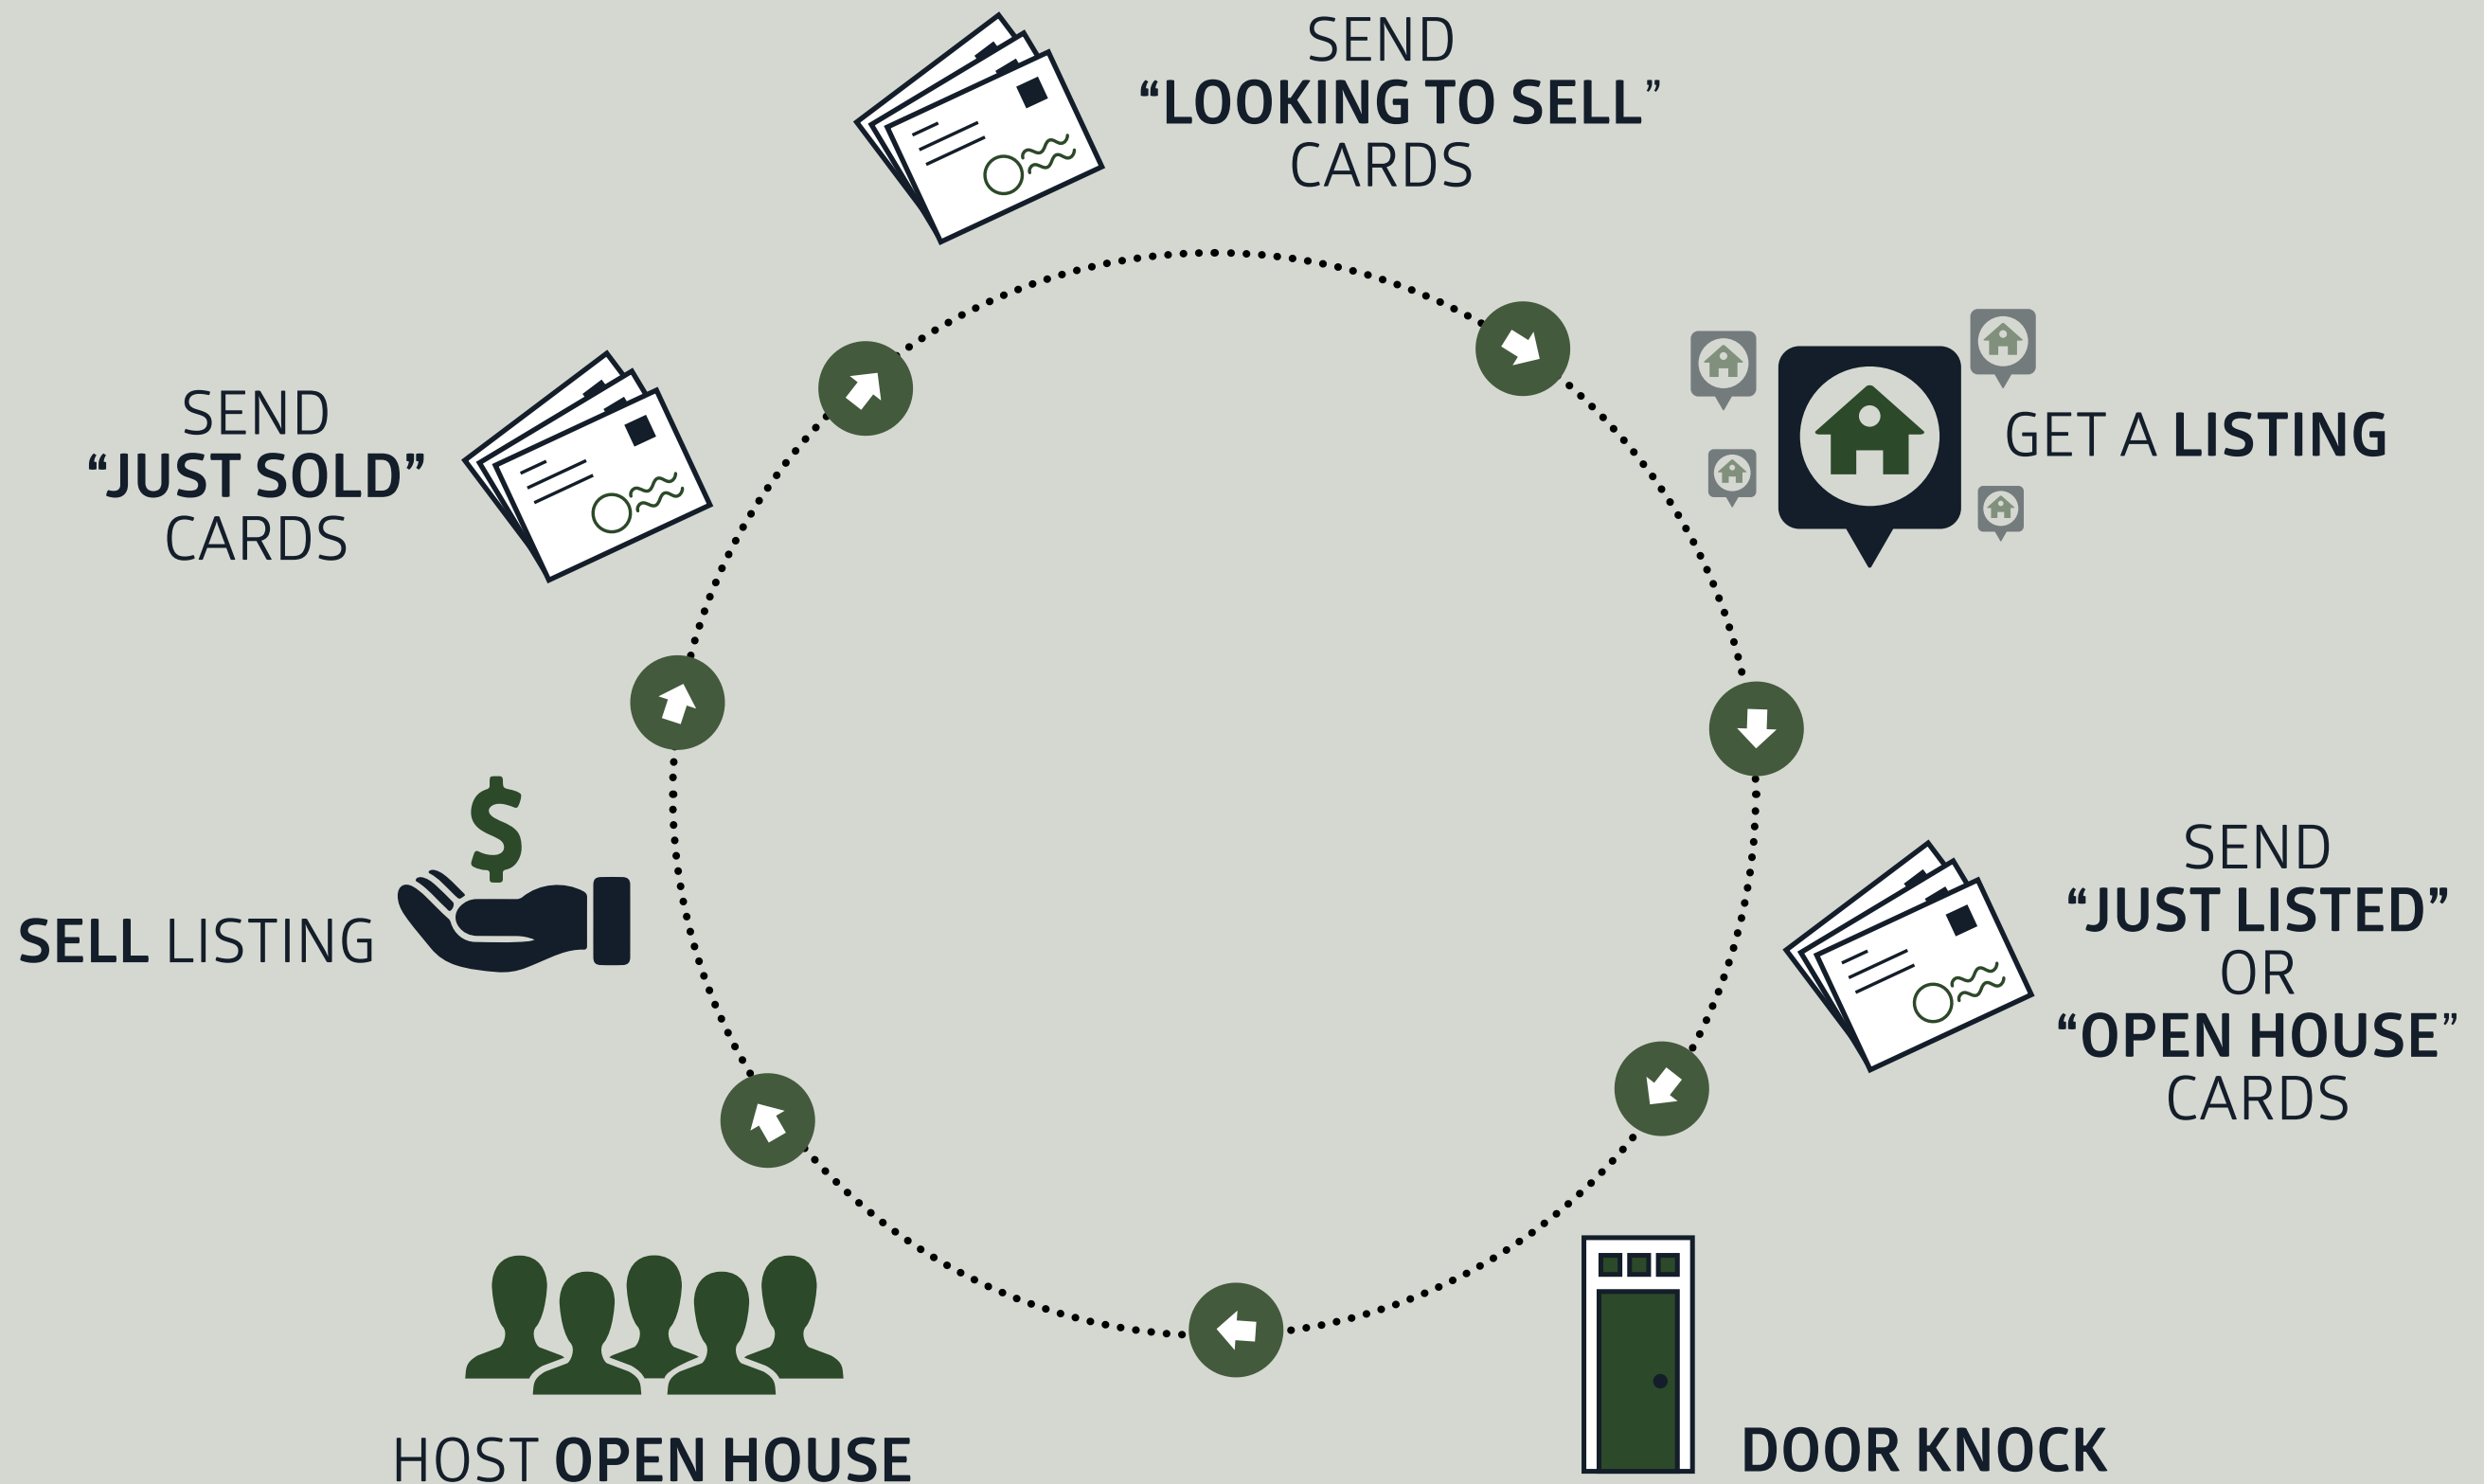 SEND
“LOOKING TO SELL”
CARDS
GET A LISTING
SEND
“JUST LISTED”
OR
“OPEN HOUSE”
CARDS
DOOR KNOCK
HOST OPEN HOUSE
SELL LISTING
SEND
“JUST SOLD”
CARDS